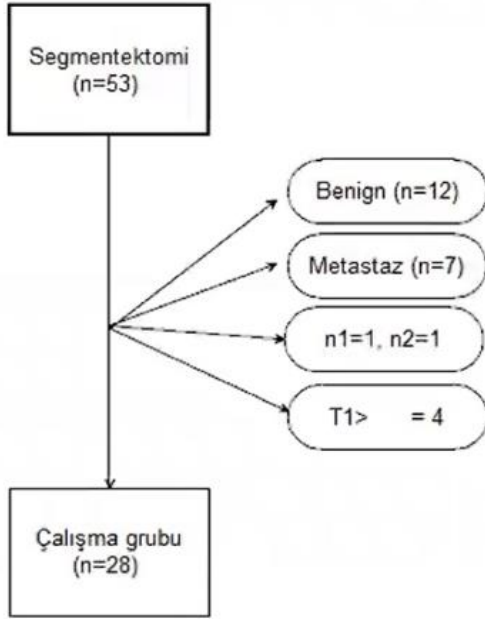 Segmentektomi
(n=53)
Benign (n=12)
Metastaz (n=7)
n1=1, n2=1
T1> = 4
Çalışma grubu
(n=28)